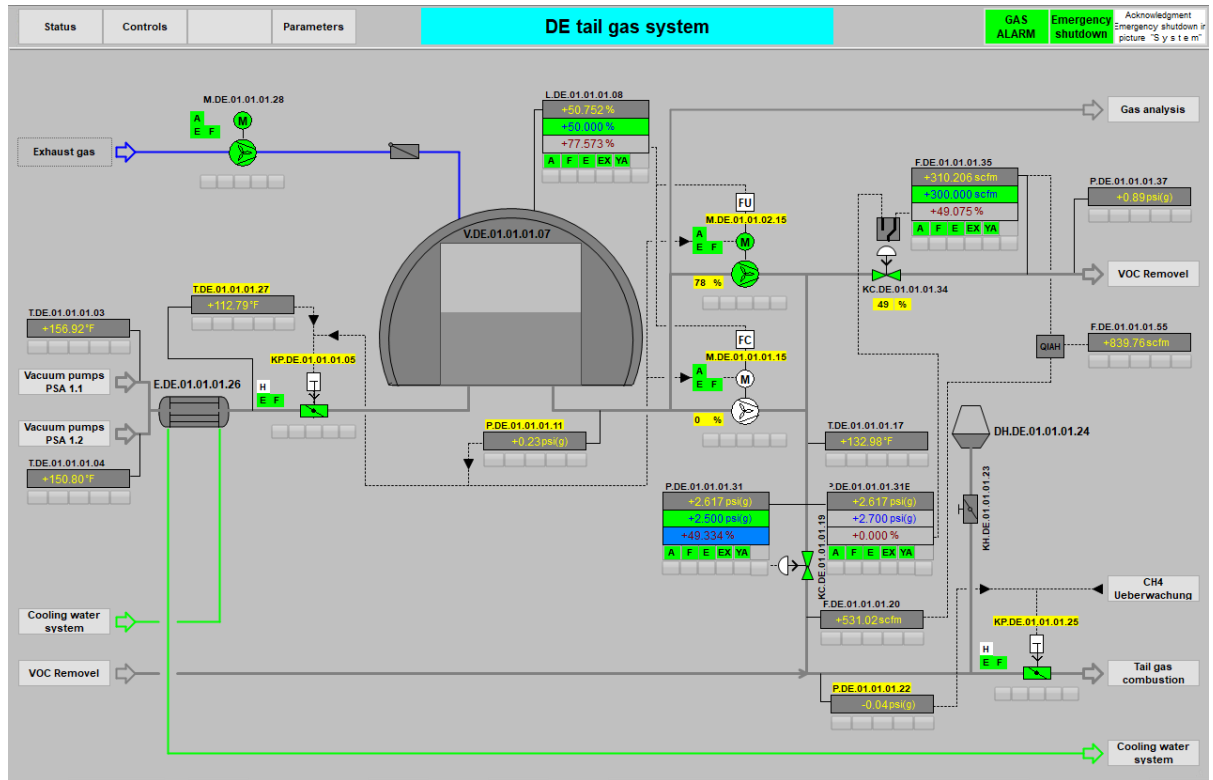 Status
Controls
Parameters
DE tail gas system
GAS
ALARM
Emergency
shutdown
Acknowledgment
Emergency shutdown in
picture "S y s t e m"
M.DE.01.01.01.28
A
M
E F
Exhaust gas
L.DE.01.01.01.08
+50.752 %
+50.000 %
+77.573 %
A F E EX YA
Gas analysis
F.DE.01.01.01.35
+310.206 scfm
+300.000 scfm
+49.075 %
A F E EX YA
P.DE.01.01.01.37
+0.89 psi(g)
FU
M.DE.01.01.02.15
A
M
E F
78 %
V.DE.01.01.01.07
VOC Removel
KC.DE.01.01.01.34
49 %
T.DE.01.01.01.27
+112.79°F
T.DE.01.01.01.03
+156.92°F
KP.DE.01.01.01.05
T
FC
M.DE.01.01.01.15
A
M
E F
0 %
F.DE.01.01.01.55
+839.76 scfm
QIAH
Vacuum pumps
PSA 1.1
E.DE.01.01.01.26
H
E F
Vacuum pumps
PSA 1.2
T.DE.01.01.01.04
+150.80°F
P.DE.01.01.01.11
+0.23 psi(g)
T.DE.01.01.01.17
+132.98°F
DH.DE.01.01.01.24
KH.DE.01.01.01.23
P.DE.01.01.01.31
+2.617 psi(g)
+2.500 psi(g)
+49.334 %
A F E EX YA
P.DE.01.01.01.31E
+2.617 psi(g)
+2.700 psi(g)
+0.000 %
A F E EX YA
KC.DE.01.01.01.19
F.DE.01.01.01.20
+531.02 scfm
CH4
Ueberwachung
KP.DE.01.01.01.25
T
H
E F
Cooling water
system
VOC Removel
P.DE.01.01.01.22
-0.04 psi(g)
Tail gas
combustion
Cooling water
system